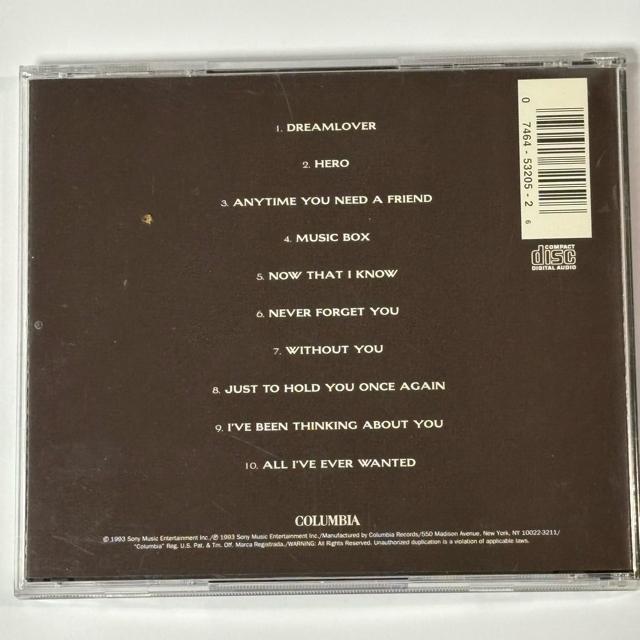 1. DREAMLOVER
2. HERO
3. ANYTIME YOU NEED A FRIEND
4. MUSIC BOX
5. NOW THAT I KNOW
6. NEVER FORGET YOU
7. WITHOUT YOU
8. JUST TO HOLD YOU ONCE AGAIN
9. I'VE BEEN THINKING ABOUT YOU
10. ALL I'VE EVER WANTED
0 7464-53205-2 6
COMPACT
disc
DIGITAL AUDIO
COLUMBIA
© 1993 Sony Music Entertainment Inc./℗ 1993 Sony Music Entertainment Inc./Manufactured by Columbia Records/550 Madison Avenue, New York, NY 10022-3211/
"Columbia" Reg. U.S. Pat. & Tm. Off. Marca Registrada./WARNING: All Rights Reserved. Unauthorized duplication is a violation of applicable laws.